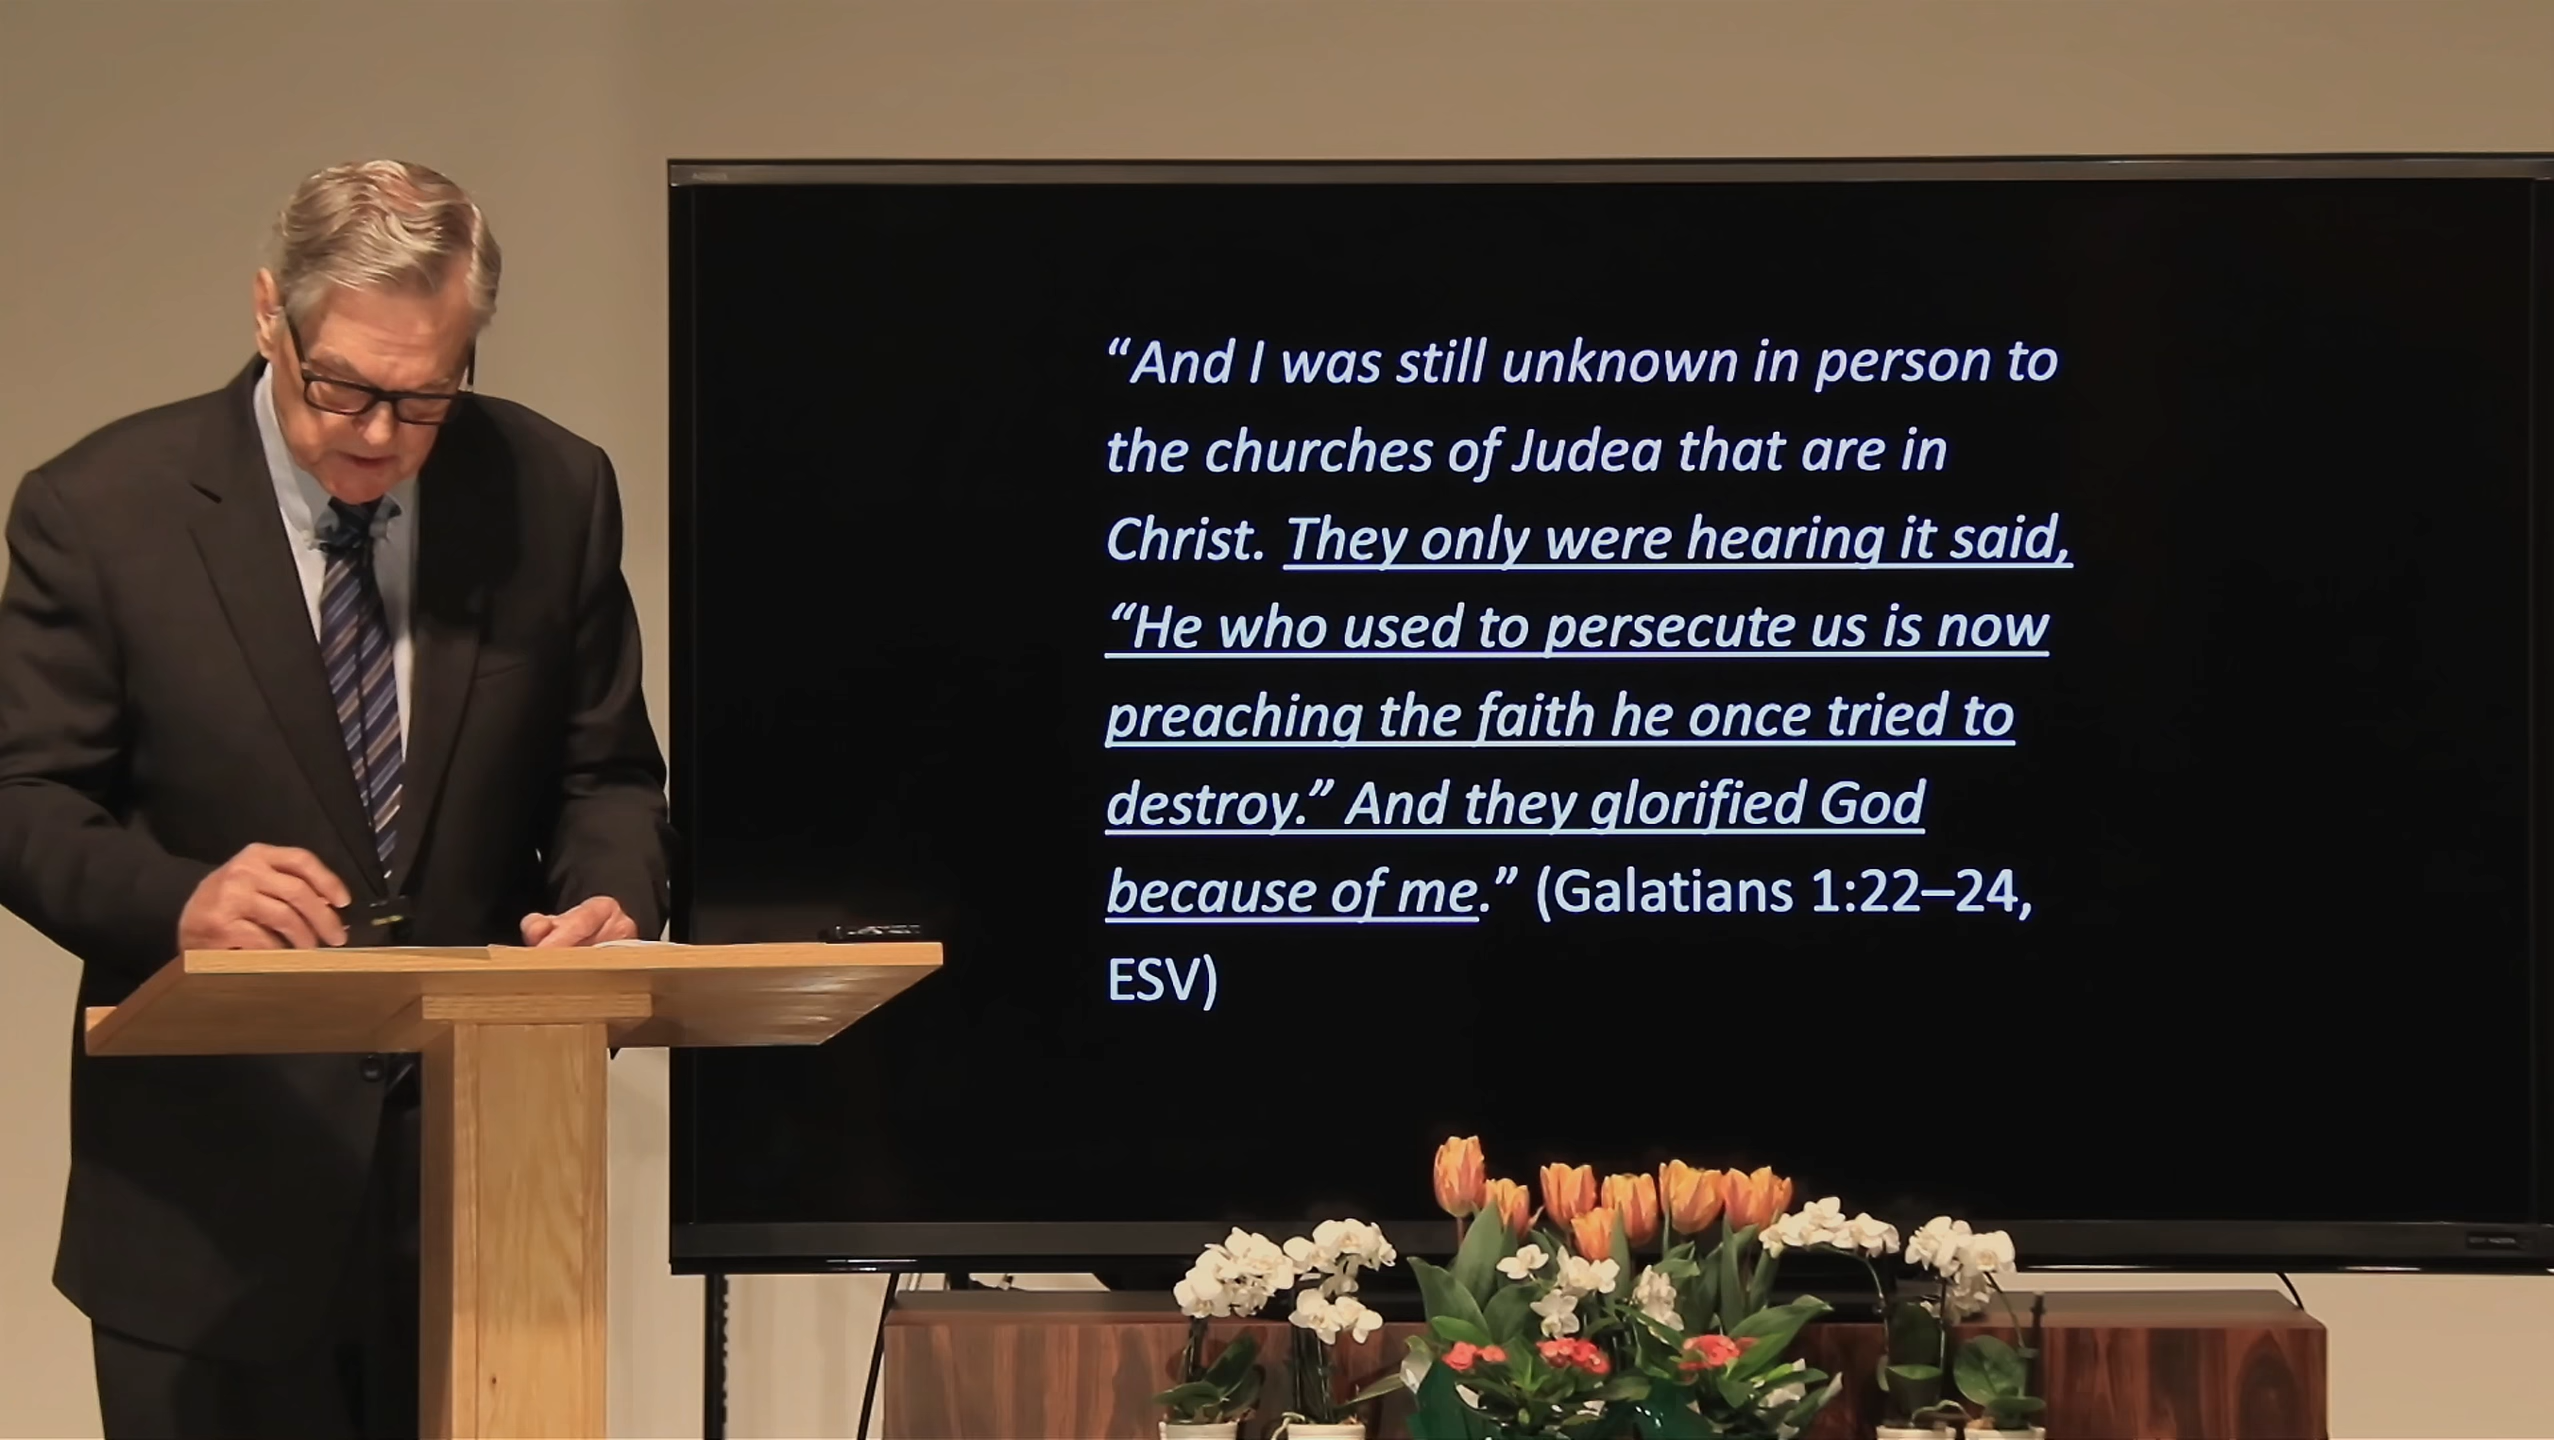 “And I was still unknown in person to
the churches of Judea that are in
Christ. They only were hearing it said,
“He who used to persecute us is now
preaching the faith he once tried to
destroy.” And they glorified God
because of me.” (Galatians 1:22–24,
ESV)